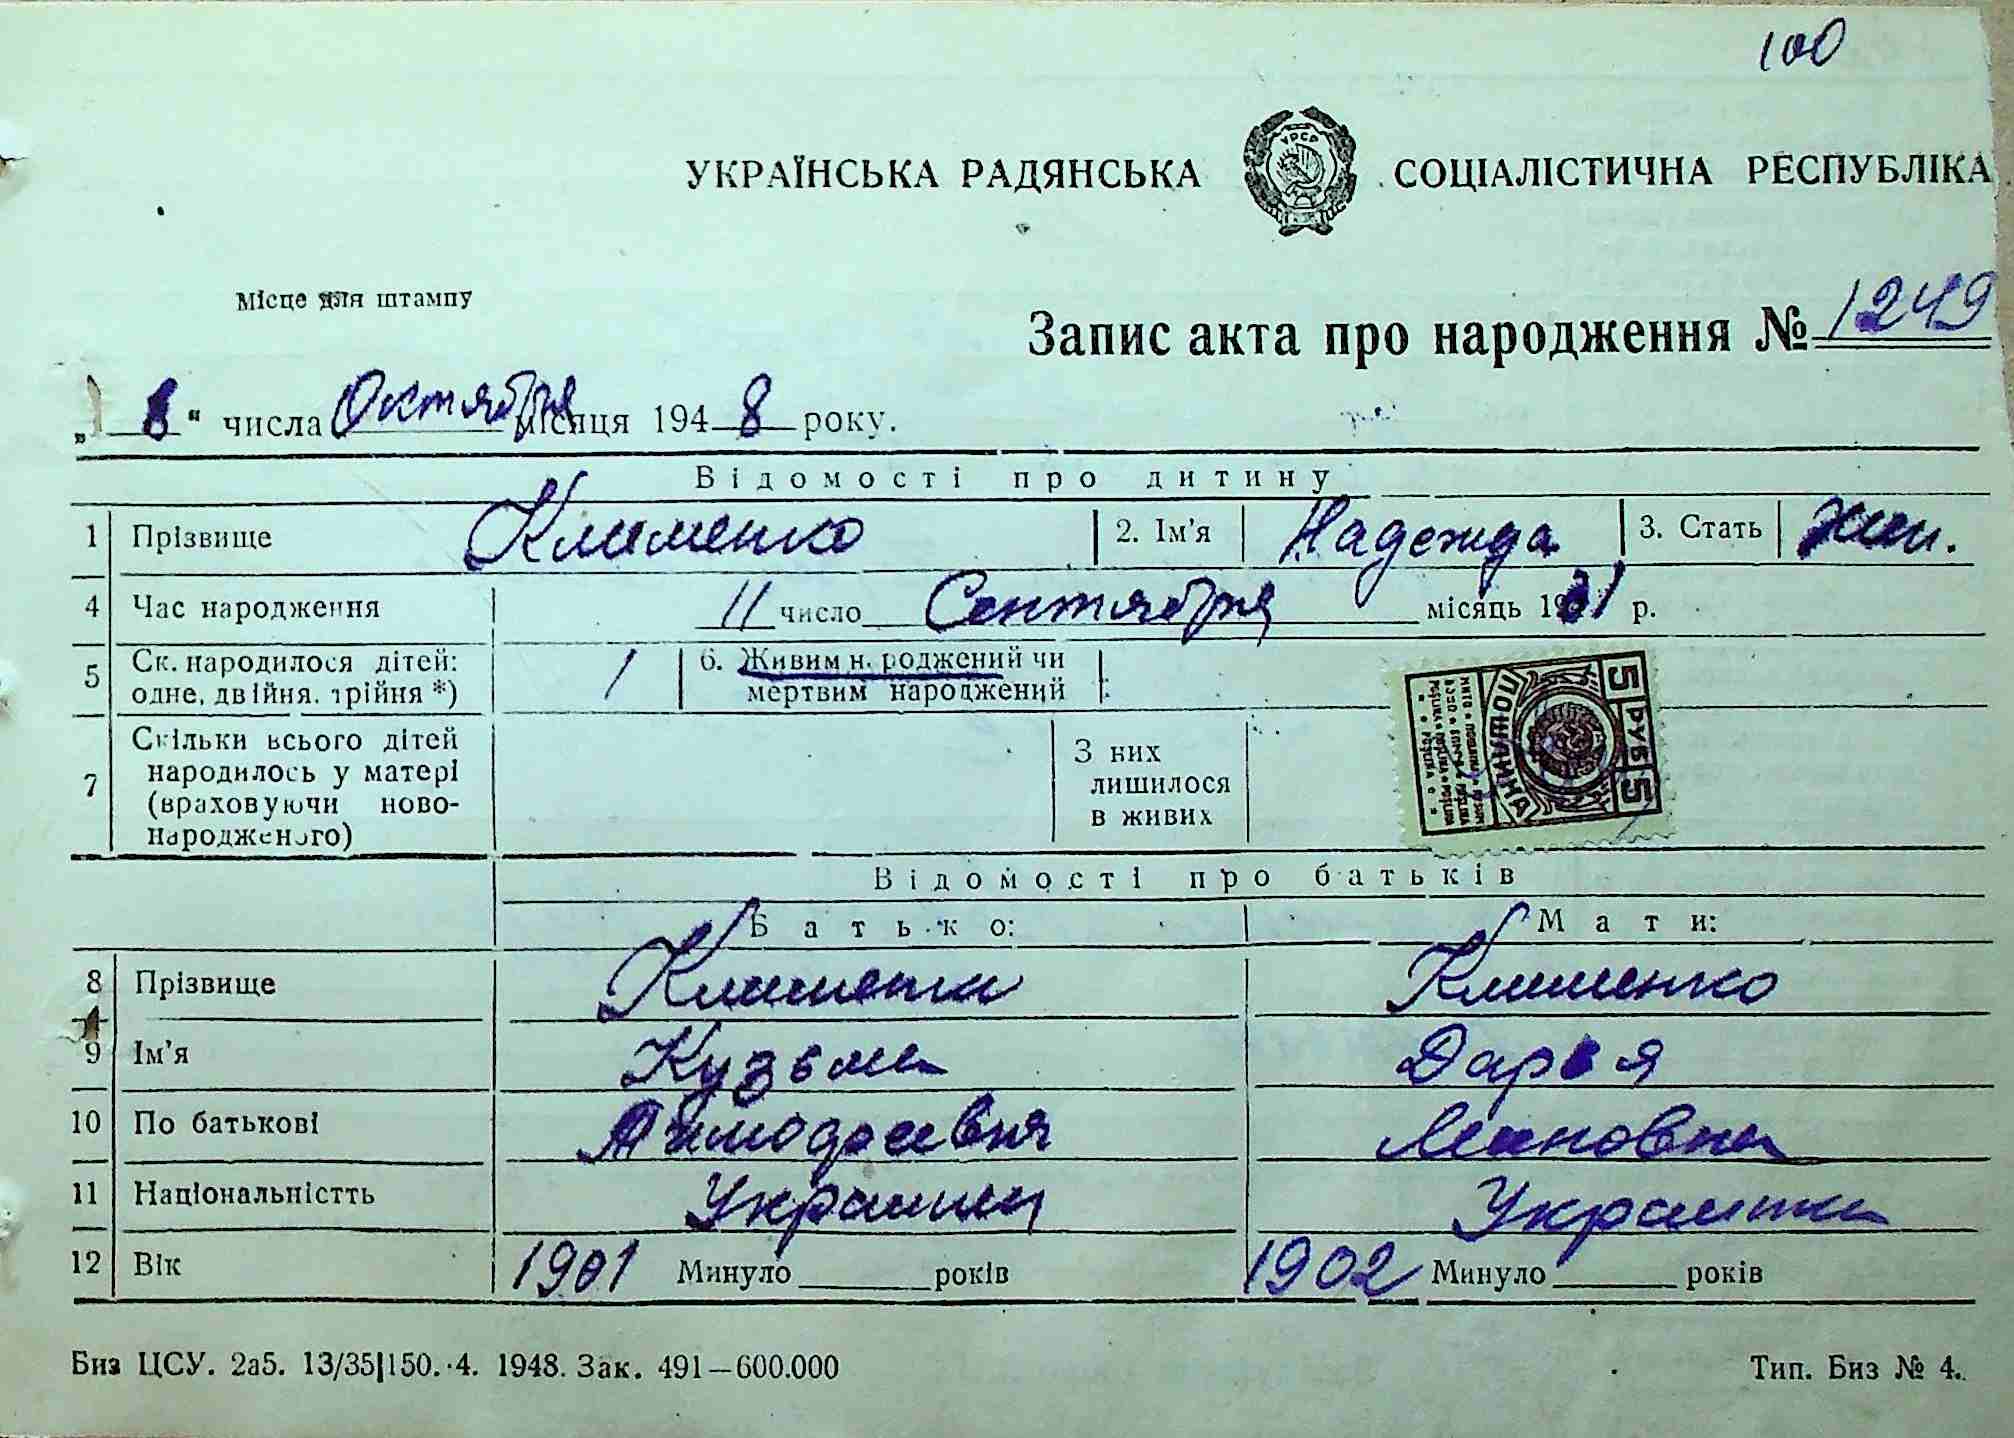 100
УКРАЇНСЬКА РАДЯНСЬКА СОЦІАЛІСТИЧНА РЕСПУБЛІКА
УРСР
Місце для штампу
Запис акта про народження № 1249
„ 8 “ числа Октября місяця 1948 року.
Відомості про дитину
1 Прізвище Клименко 2. Ім'я Надежда 3. Стать жен.
4 Час народження 11 число Сентября місяць 1931 р.
5 Ск. народилося дітей: одне, двійня, трійня *) 1 6. Живим народжений чи мертвим народжений
7 Скільки всього дітей народилось у матері (враховуючи новонародженого) З них лишилося в живих
5 РУБ 5
Відомості про батьків
Батько: Мати:
8 Прізвище Клименко Клименко
9 Ім'я Кузьма Дарья
10 По батькові
11 Національністть Украинец Украинка
12 Вік 1901 Минуло років 1902 Минуло років
Биз ЦСУ. 2а5. 13/35|150. 4. 1948. Зак. 491—600.000 Тип. Биз № 4.